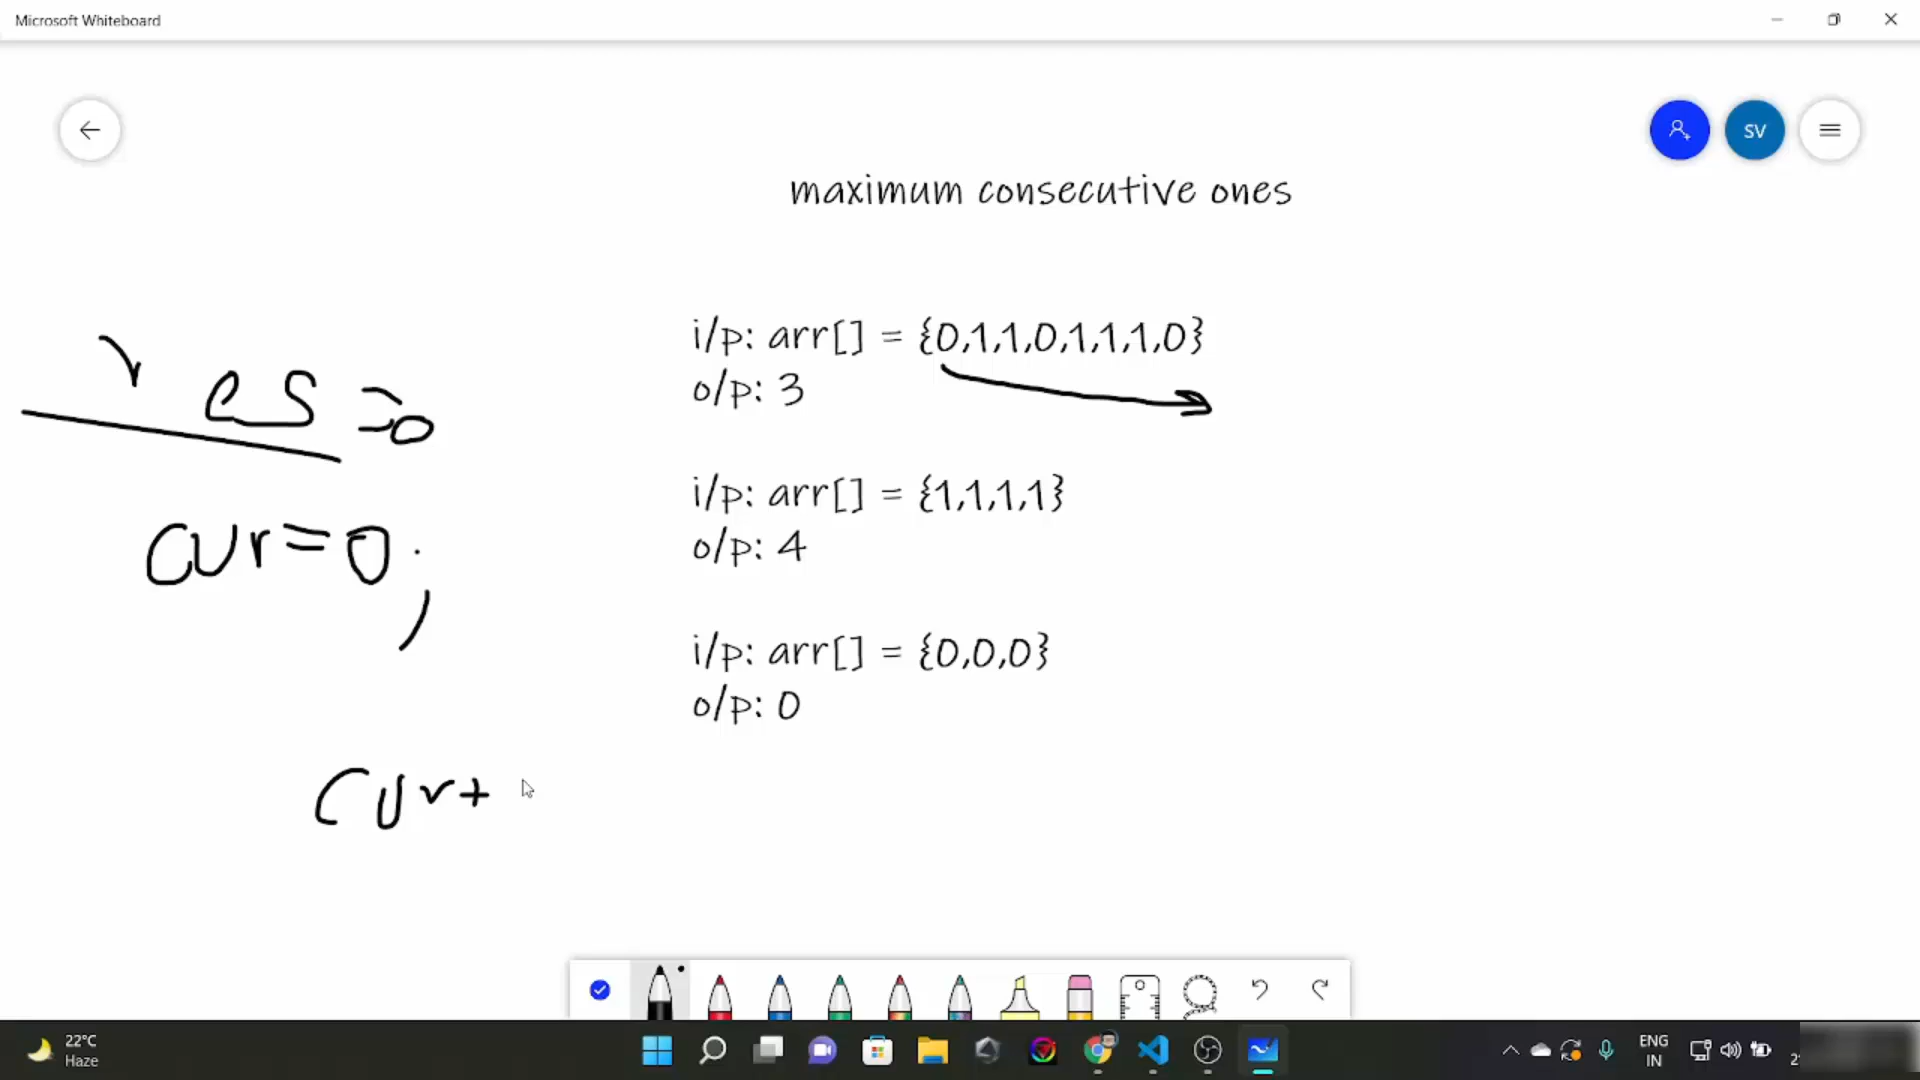 Microsoft Whiteboard
SV
maximum consecutive ones
i/p: arr[] = {0,1,1,0,1,1,1,0}
o/p: 3
res=0
i/p: arr[] = {1,1,1,1}
o/p: 4
cur=0;
i/p: arr[] = {0,0,0}
o/p: 0
cur+
22°C
Haze
ENG
IN